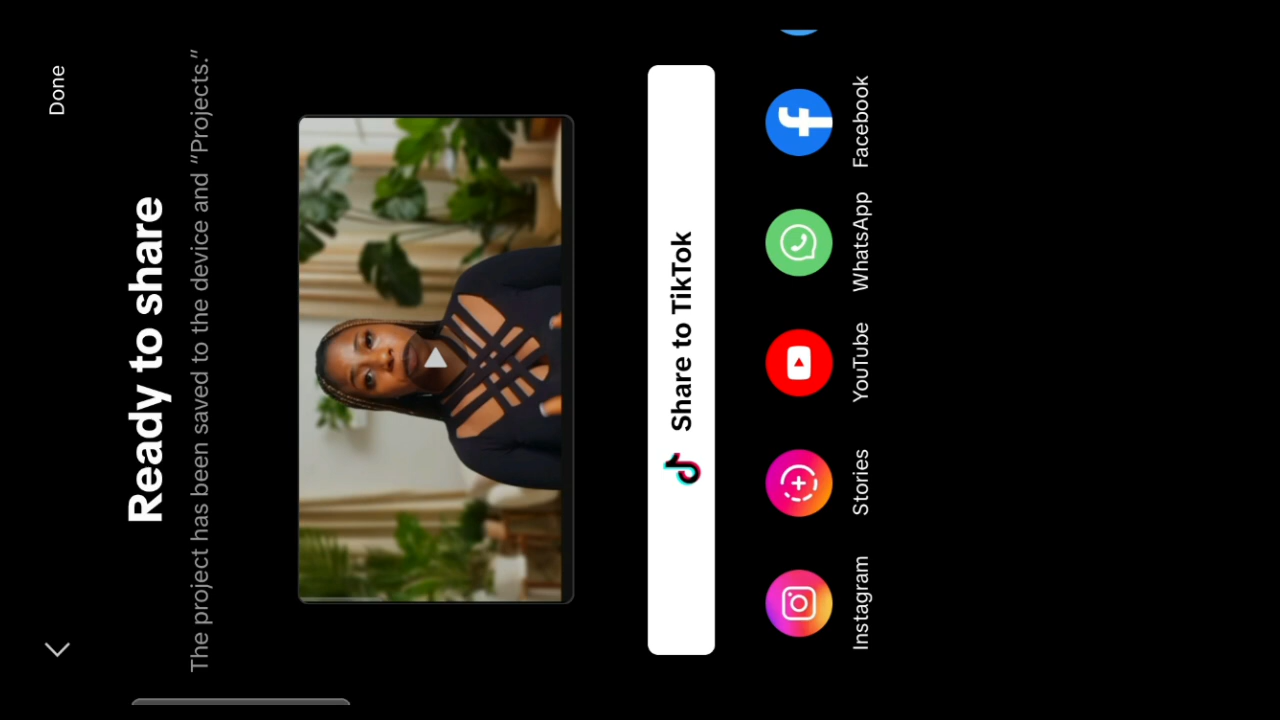 Done
Ready to share
The project has been saved to the device and “Projects.”
Share to TikTok
Instagram
Stories
YouTube
WhatsApp
Facebook